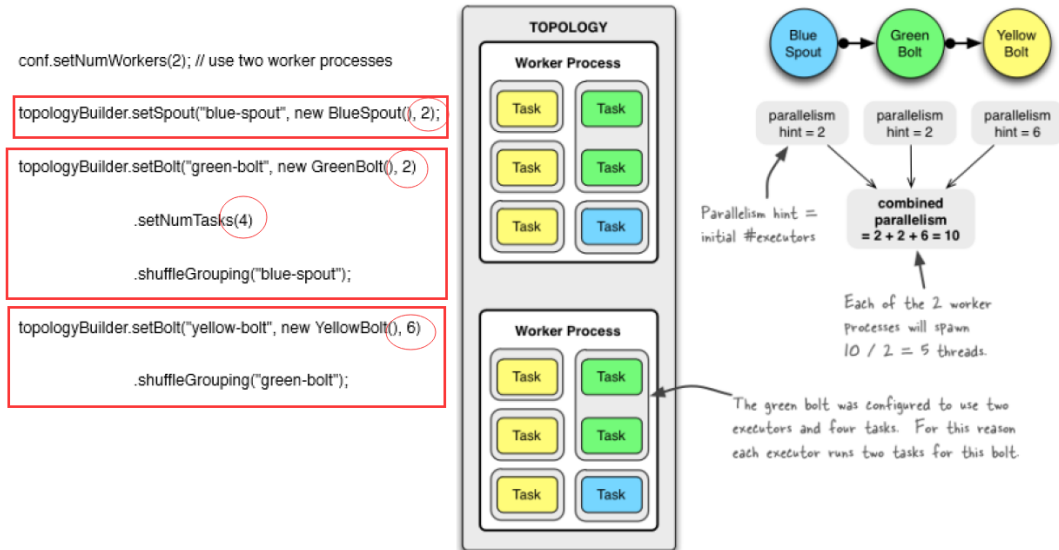 conf.setNumWorkers(2); // use two worker processes
topologyBuilder.setSpout("blue-spout", new BlueSpout(), 2);
topologyBuilder.setBolt("green-bolt", new GreenBolt(), 2)
.setNumTasks(4)
.shuffleGrouping("blue-spout");
topologyBuilder.setBolt("yellow-bolt", new YellowBolt(), 6)
.shuffleGrouping("green-bolt");
TOPOLOGY
Worker Process
Task Task
Task Task
Task Task
Worker Process
Task Task
Task Task
Task Task
Blue
Spout
Green
Bolt
Yellow
Bolt
parallelism
hint = 2
parallelism
hint = 2
parallelism
hint = 6
Parallelism hint =
initial #executors
combined
parallelism
= 2 + 2 + 6 = 10
Each of the 2 worker
processes will spawn
10 / 2 = 5 threads.
The green bolt was configured to use two
executors and four tasks. For this reason
each executor runs two tasks for this bolt.